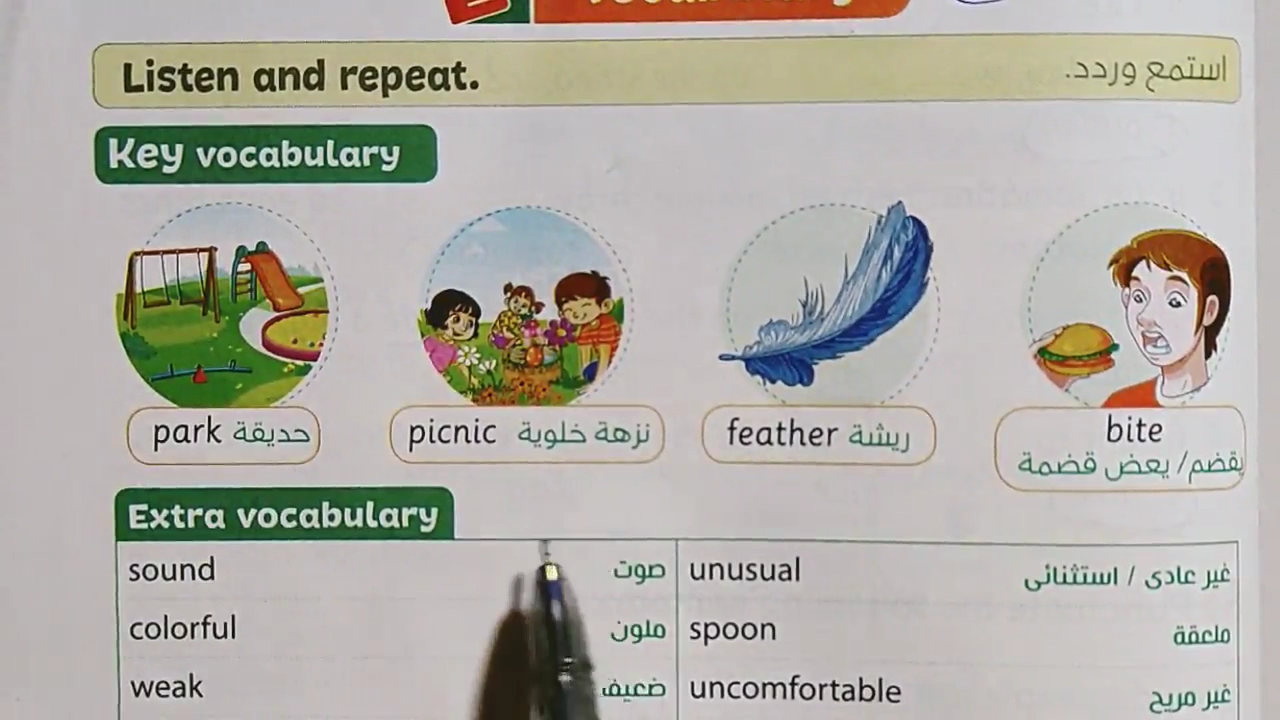 Listen and repeat. استمع وردد.
Key vocabulary
park حديقة
picnic نزهة خلوية
feather ريشة
bite
يقضم/ يعض قضمة
Extra vocabulary
sound صوت unusual غير عادى / استثنائى
colorful ملون spoon ملعقة
weak ضعيف uncomfortable غير مريح